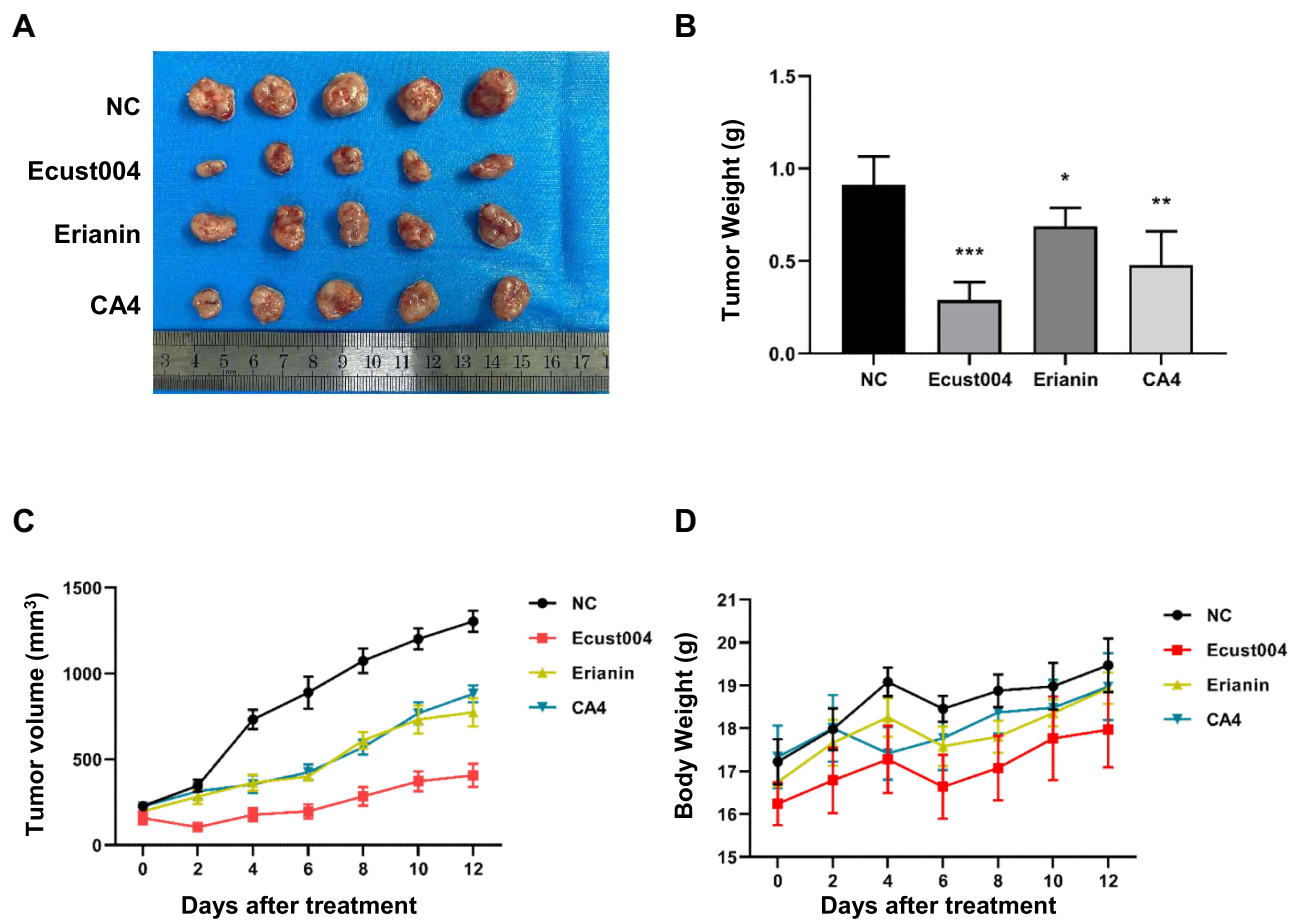 A
NC
Ecust004
Erianin
CA4
3 4 5 6 7 8 9 10 11 12 13 14 15 16 17 1
mm
B
Tumor Weight (g)
1.5
1.0
0.5
0.0
***
*
**
NC Ecust004 Erianin CA4
C
Tumor volume (mm³)
1500
1000
500
0
0 2 4 6 8 10 12
Days after treatment
NC
Ecust004
Erianin
CA4
D
Body Weight (g)
21
20
19
18
17
16
15
0 2 4 6 8 10 12
Days after treatment
NC
Ecust004
Erianin
CA4